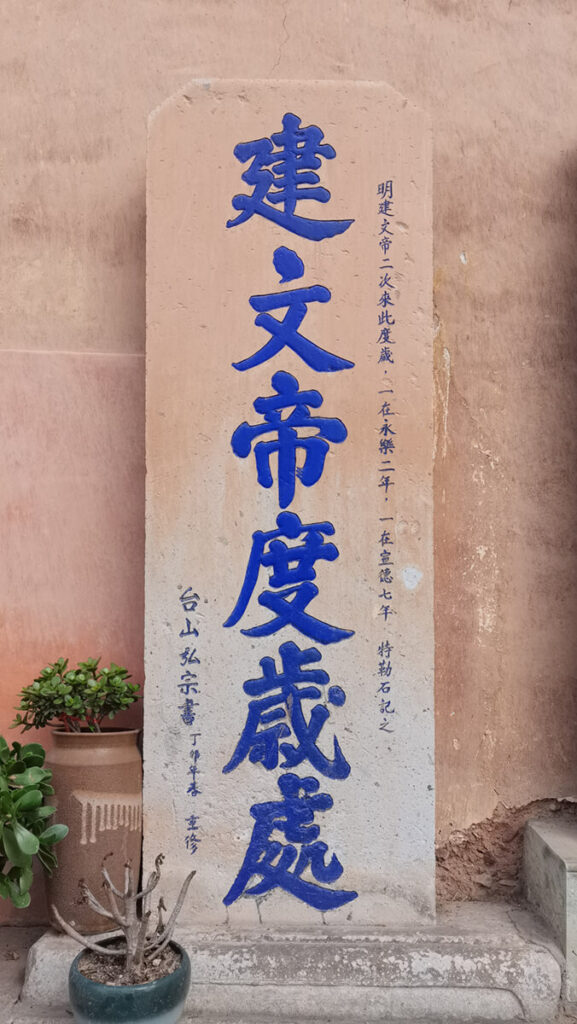 明建文帝二次來此度歲，一在永樂二年，一在宣德七年 特勒石記之
建文帝度歲處
台山弘宗書 丁卯年春 重修